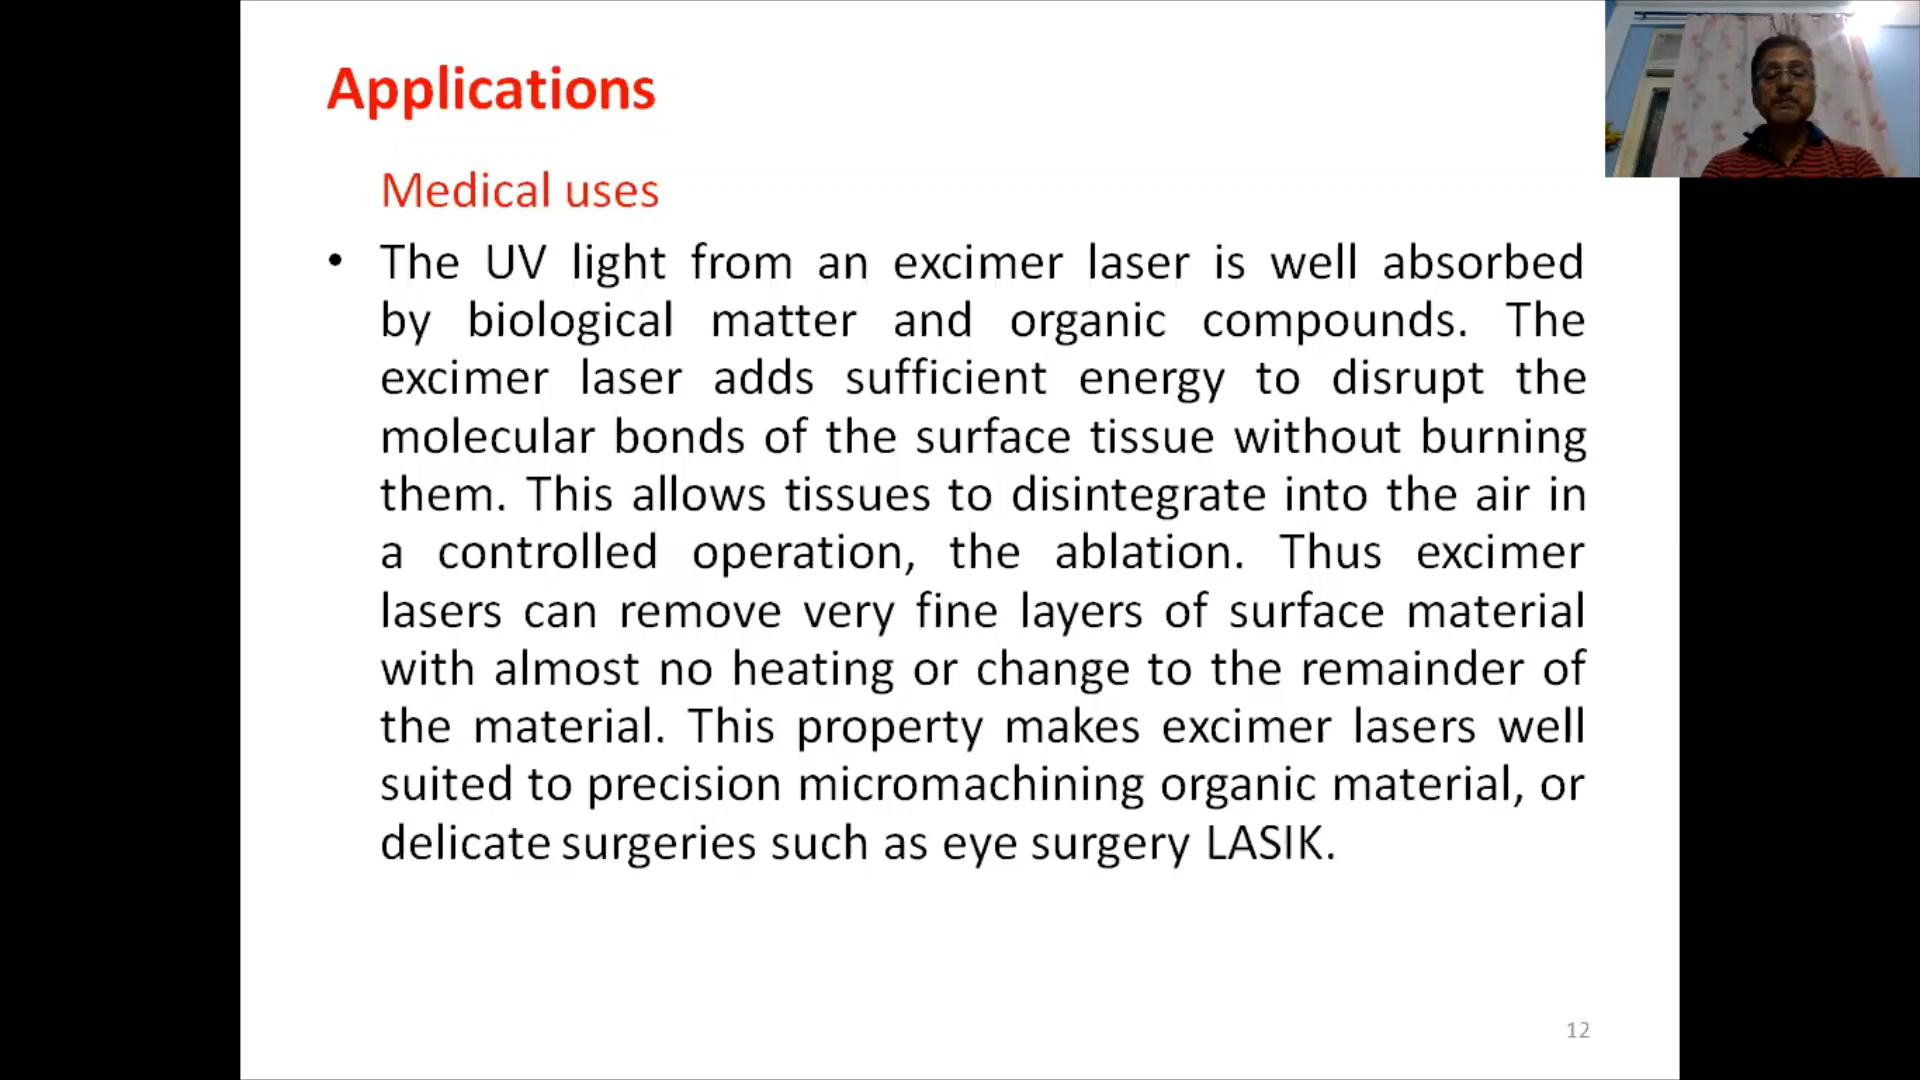 Applications
Medical uses
• The UV light from an excimer laser is well absorbed
by biological matter and organic compounds. The
excimer laser adds sufficient energy to disrupt the
molecular bonds of the surface tissue without burning
them. This allows tissues to disintegrate into the air in
a controlled operation, the ablation. Thus excimer
lasers can remove very fine layers of surface material
with almost no heating or change to the remainder of
the material. This property makes excimer lasers well
suited to precision micromachining organic material, or
delicate surgeries such as eye surgery LASIK.
12